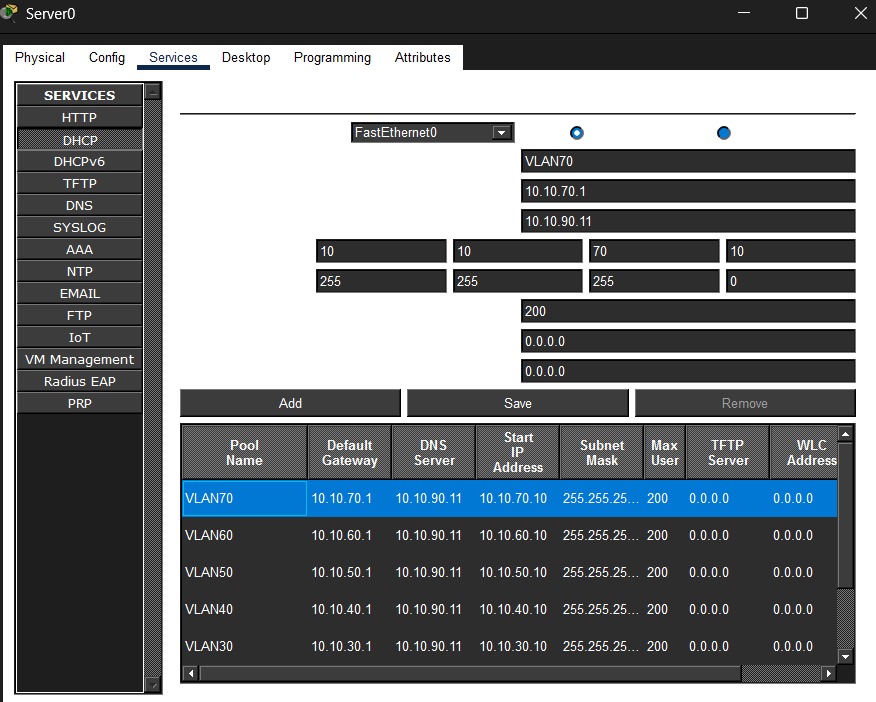 Server0
Physical Config Services Desktop Programming Attributes
SERVICES
HTTP
DHCP
DHCPv6
TFTP
DNS
SYSLOG
AAA
NTP
EMAIL
FTP
IoT
VM Management
Radius EAP
PRP
FastEthernet0
VLAN70
10.10.70.1
10.10.90.11
10 10 70 10
255 255 255 0
200
0.0.0.0
0.0.0.0
Add Save Remove
Pool Name Default Gateway DNS Server Start IP Address Subnet Mask Max User TFTP Server WLC Address
VLAN70 10.10.70.1 10.10.90.11 10.10.70.10 255.255.25... 200 0.0.0.0 0.0.0.0
VLAN60 10.10.60.1 10.10.90.11 10.10.60.10 255.255.25... 200 0.0.0.0 0.0.0.0
VLAN50 10.10.50.1 10.10.90.11 10.10.50.10 255.255.25... 200 0.0.0.0 0.0.0.0
VLAN40 10.10.40.1 10.10.90.11 10.10.40.10 255.255.25... 200 0.0.0.0 0.0.0.0
VLAN30 10.10.30.1 10.10.90.11 10.10.30.10 255.255.25... 200 0.0.0.0 0.0.0.0